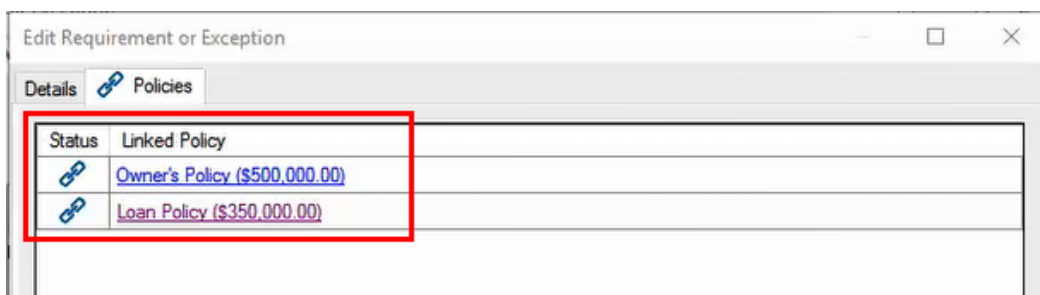 Edit Requirement or Exception
Details Policies
Status Linked Policy
Owner's Policy ($500,000.00)
Loan Policy ($350,000.00)